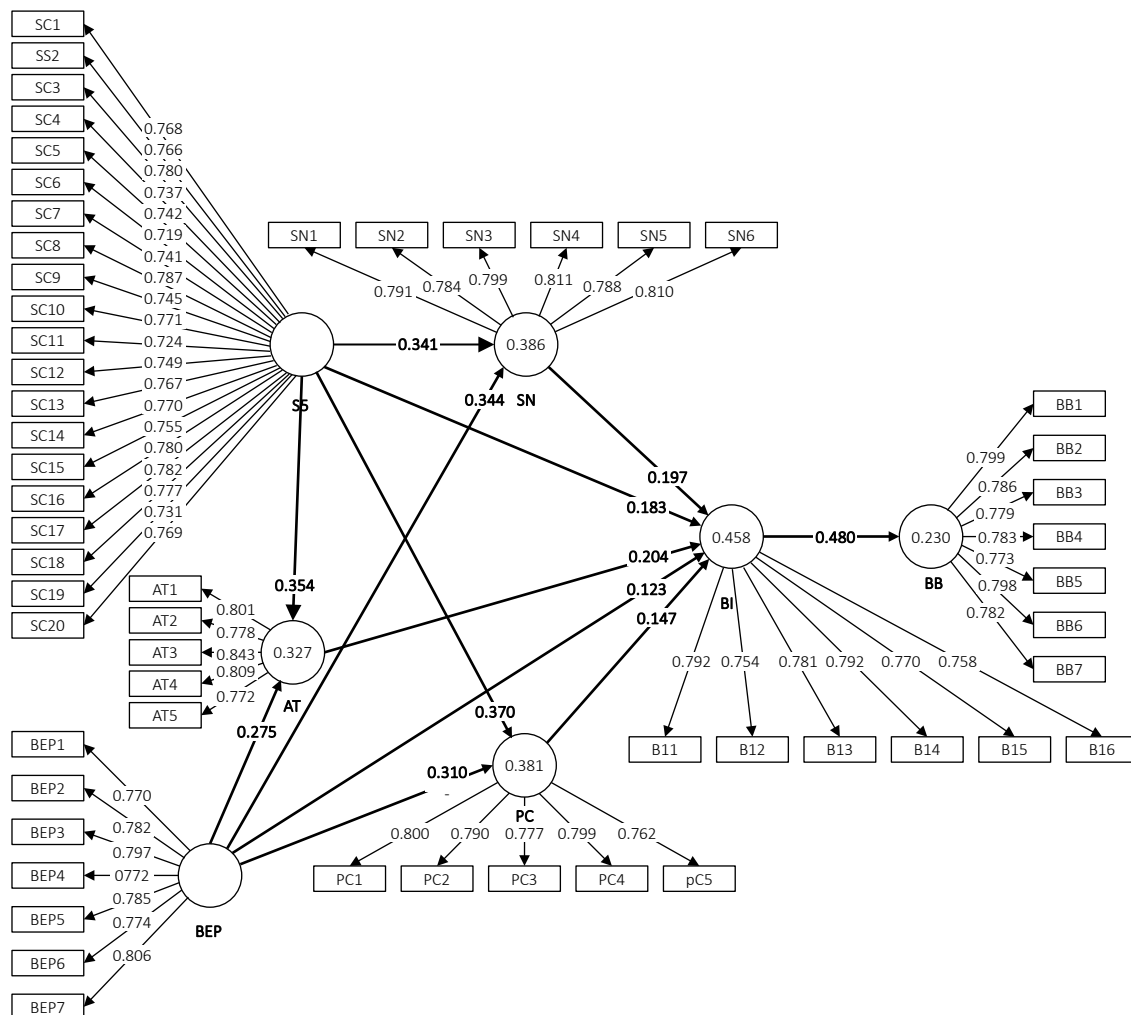 SC1
SS2
SC3
SC4
SC5
SC6
SC7
SC8
SC9
SC10
SC11
SC12
SC13
SC14
SC15
SC16
SC17
SC18
SC19
SC20
0.768
0.766
0.780
0.737
0.742
0.719
0.741
0.787
0.745
0.771
0.724
0.749
0.767
0.770
0.755
0.780
0.782
0.777
0.731
0.769
SS
SN1 SN2 SN3 SN4 SN5 SN6
0.791 0.784 0.799 0.811 0.788 0.810
0.341
0.386
SN
0.344
0.197
0.183
0.204
0.123
0.147
0.354
AT1
AT2
AT3
AT4
AT5
0.801
0.778
0.843
0.809
0.772
0.327
AT
0.275
0.370
0.310
-
0.458
BI
0.480
0.230
BB
0.799
0.786
0.779
0.783
0.773
0.798
0.782
BB1
BB2
BB3
BB4
BB5
BB6
BB7
0.792 0.754 0.781 0.792 0.770 0.758
B11 B12 B13 B14 B15 B16
0.381
PC
0.800 0.790 0.777 0.799 0.762
PC1 PC2 PC3 PC4 pC5
BEP1
BEP2
BEP3
BEP4
BEP5
BEP6
BEP7
0.770
0.782
0.797
0772
0.785
0.774
0.806
BEP